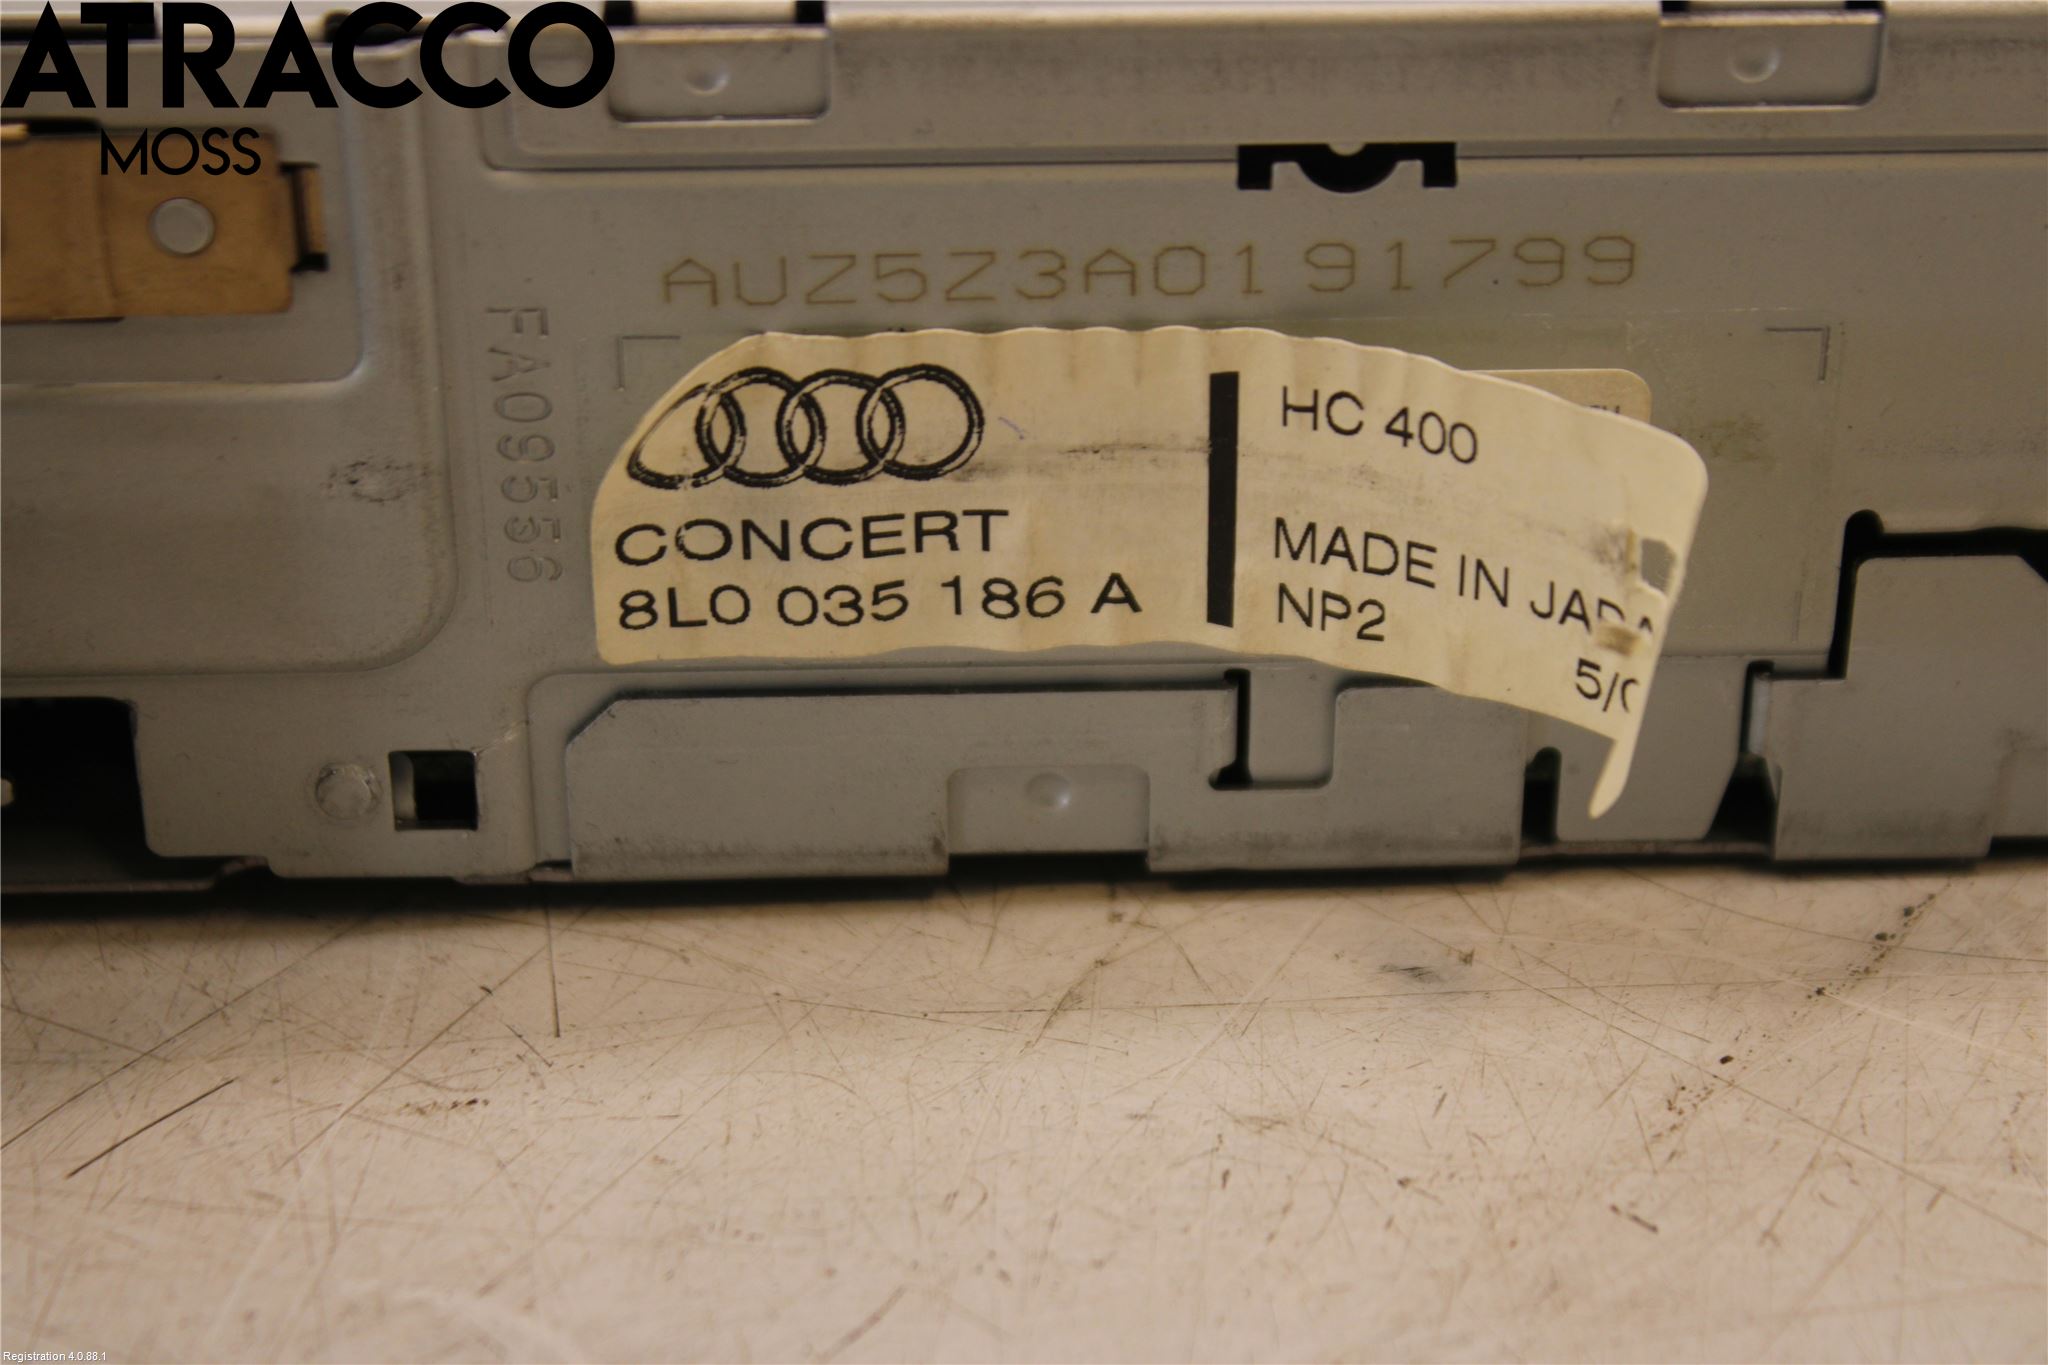 ATRACCO
MOSS
AUZ5Z3A0191799
FA09556
CONCERT
8L0 035 186 A
HC 400
MADE IN
NP2
5/0
Registration 4.0.88.1